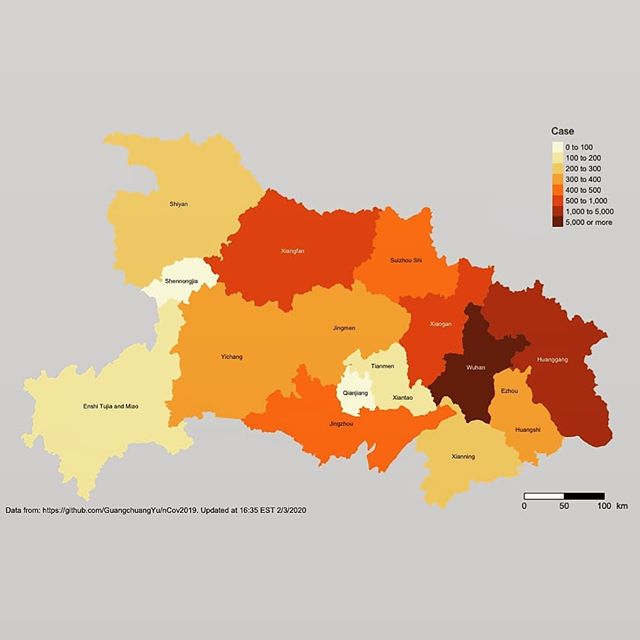 Case
0 to 100
100 to 200
200 to 300
300 to 400
400 to 500
500 to 1,000
1,000 to 5,000
5,000 or more
Shiyan
Xiangfan
Suizhou Shi
Shennongjia
Jingmen
Xiaogan
Yichang
Huanggang
Tianmen
Wuhan
Qianjiang
Xiantao
Ezhou
Enshi Tujia and Miao
Jingzhou
Huangshi
Xianning
0 50 100 km
Data from: https://github.com/GuangchuangYu/nCov2019. Updated at 16:35 EST 2/3/2020